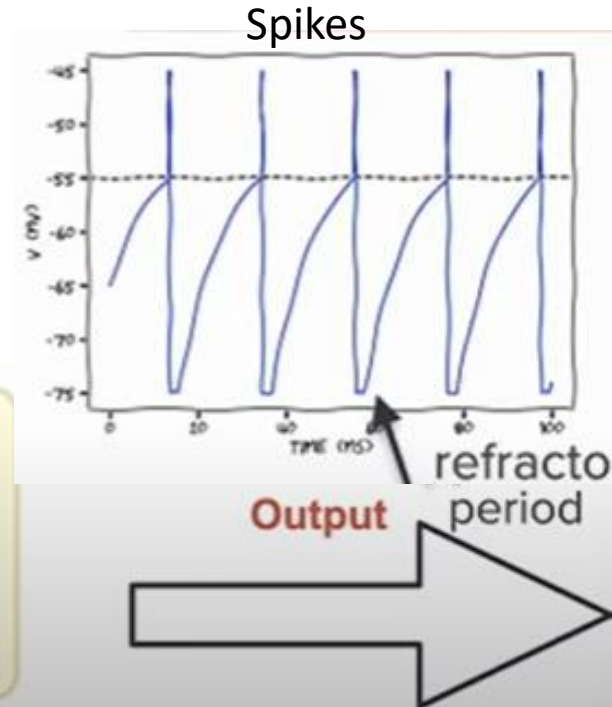 Spikes
-45
-50
-55
-60
-65
-70
-75
V (mV)
0 20 40 80 100
TIME (ms)
refracto
period
Output